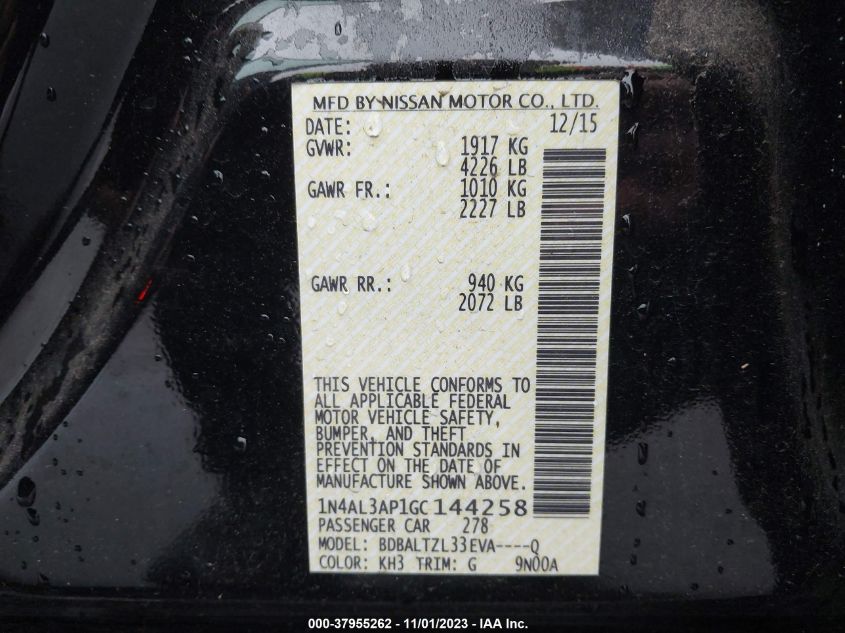 MFD BY NISSAN MOTOR CO., LTD.
DATE: 12/15
GVWR: 1917 KG
4226 LB
GAWR FR.: 1010 KG
2227 LB
GAWR RR.: 940 KG
2072 LB
THIS VEHICLE CONFORMS TO
ALL APPLICABLE FEDERAL
MOTOR VEHICLE SAFETY,
BUMPER, AND THEFT
PREVENTION STANDARDS IN
EFFECT ON THE DATE OF
MANUFACTURE SHOWN ABOVE.
1N4AL3AP1GC144258
PASSENGER CAR 278
MODEL: BDBALTZL33EVA----Q
COLOR: KH3 TRIM: G 9N00A
000-37955262 - 11/01/2023 - IAA Inc.